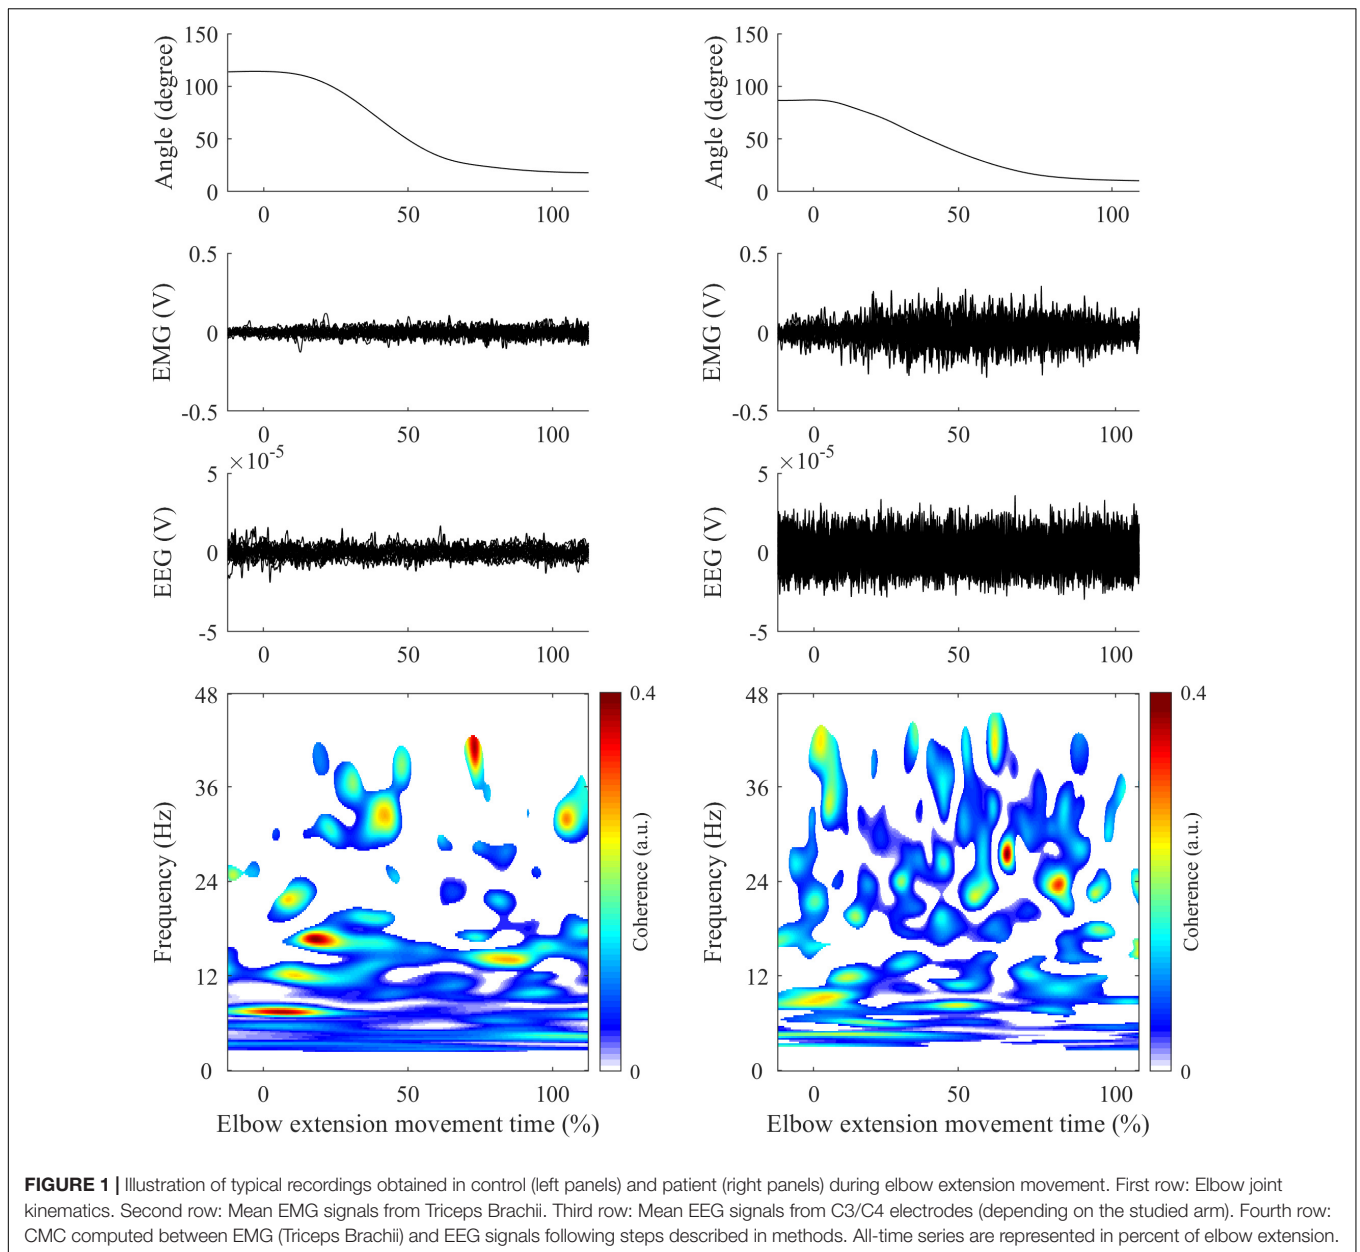 150
100
50
0
Angle (degree)
0 50 100
150
100
50
0
Angle (degree)
0 50 100
0.5
0
-0.5
EMG (V)
0 50 100
0.5
0
-0.5
EMG (V)
0 50 100
×10-5
5
0
-5
EEG (V)
0 50 100
×10-5
5
0
-5
EEG (V)
0 50 100
48
36
24
12
0
Frequency (Hz)
0 50 100
Elbow extension movement time (%)
0.4
0
Coherence (a.u.)
48
36
24
12
0
Frequency (Hz)
0 50 100
Elbow extension movement time (%)
0.4
0
Coherence (a.u.)
FIGURE 1 | Illustration of typical recordings obtained in control (left panels) and patient (right panels) during elbow extension movement. First row: Elbow joint
kinematics. Second row: Mean EMG signals from Triceps Brachii. Third row: Mean EEG signals from C3/C4 electrodes (depending on the studied arm). Fourth row:
CMC computed between EMG (Triceps Brachii) and EEG signals following steps described in methods. All-time series are represented in percent of elbow extension.